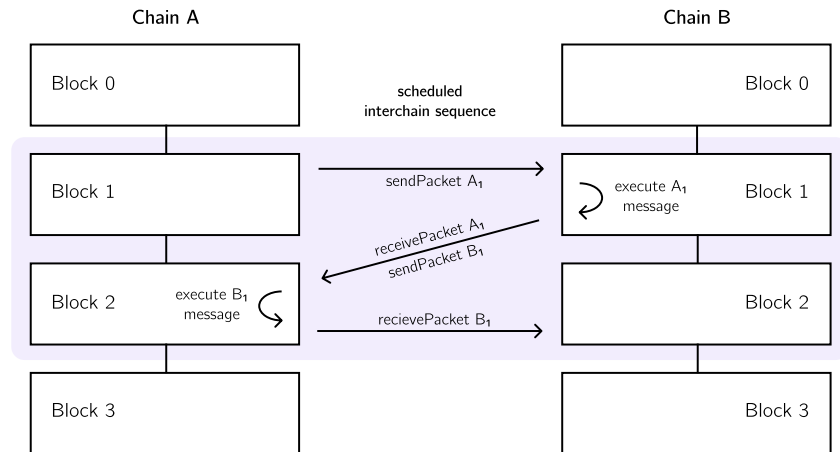 Chain A
Chain B
Block 0
scheduled
interchain sequence
Block 0
Block 1
sendPacket A₁
execute A₁
message
Block 1
receivePacket A₁
sendPacket B₁
Block 2
execute B₁
message
recievePacket B₁
Block 2
Block 3
Block 3